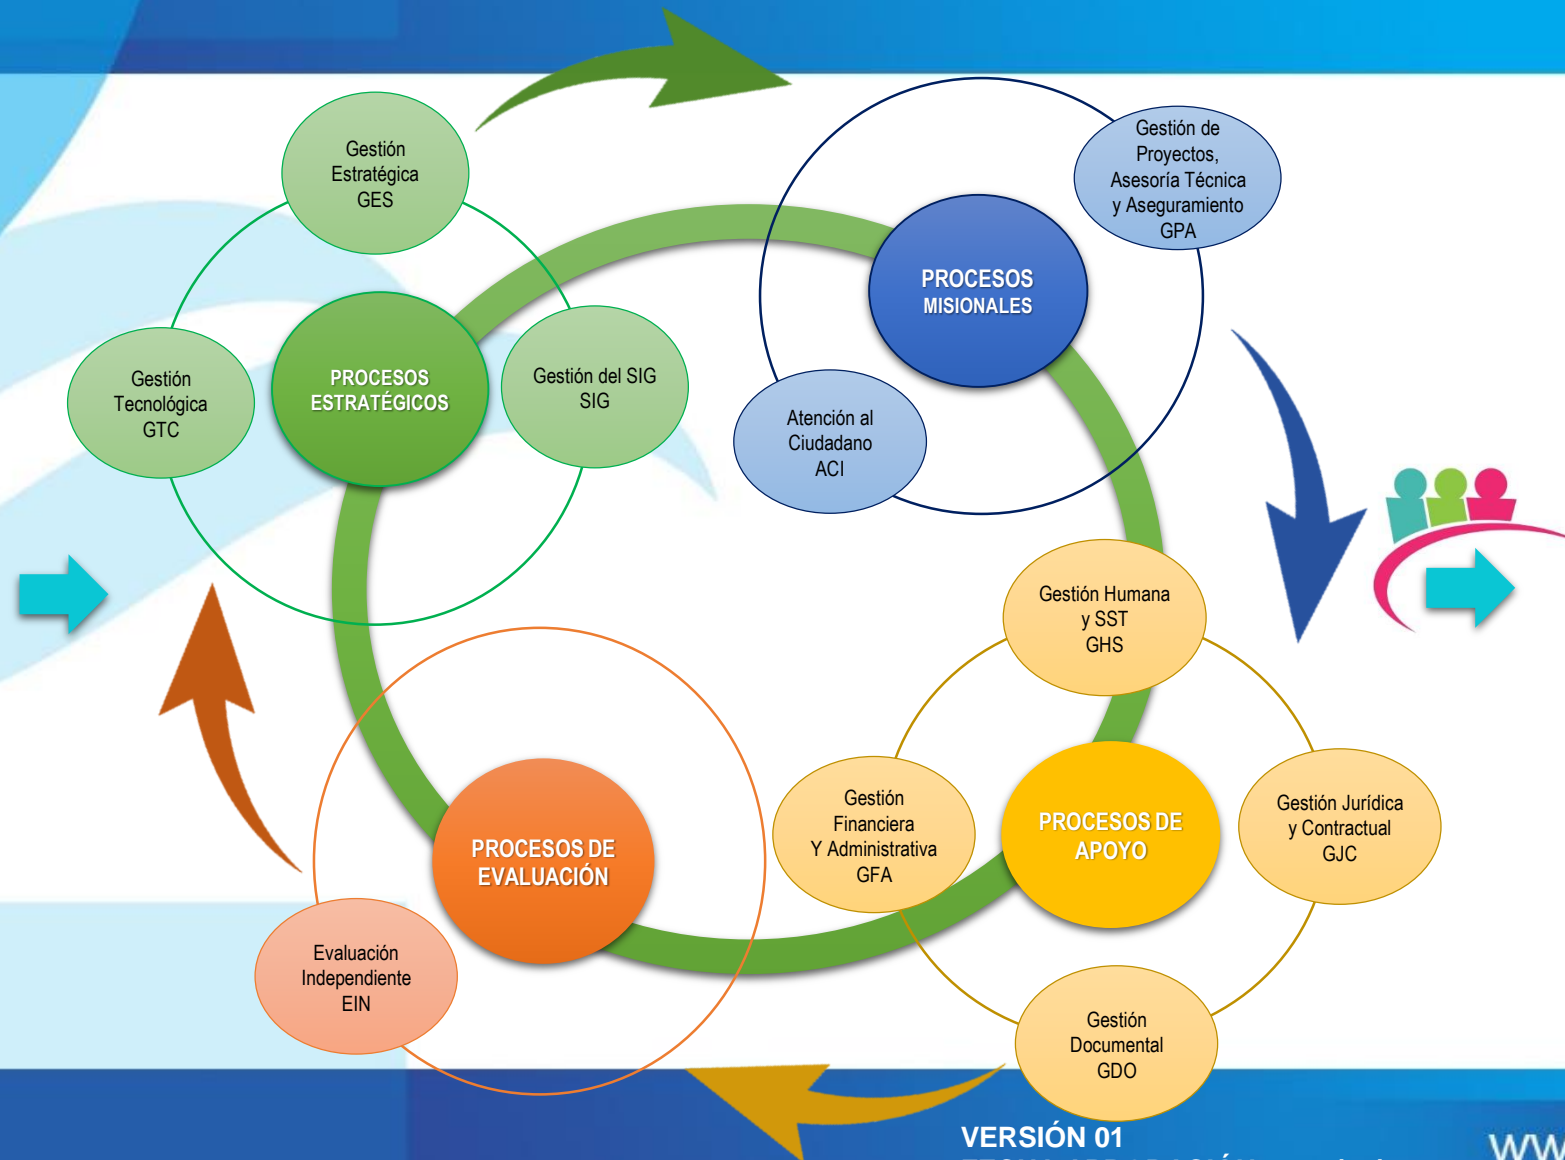 Gestión
Estratégica
GES
Gestión
Tecnológica
GTC
PROCESOS
ESTRATÉGICOS
Gestión del SIG
SIG
Gestión de
Proyectos,
Asesoría Técnica
y Aseguramiento
GPA
PROCESOS
MISIONALES
Atención al
Ciudadano
ACI
Gestión Humana
y SST
GHS
Gestión
Financiera
Y Administrativa
GFA
PROCESOS DE
APOYO
Gestión Jurídica
y Contractual
GJC
Gestión
Documental
GDO
PROCESOS DE
EVALUACIÓN
Evaluación
Independiente
EIN
VERSIÓN 01